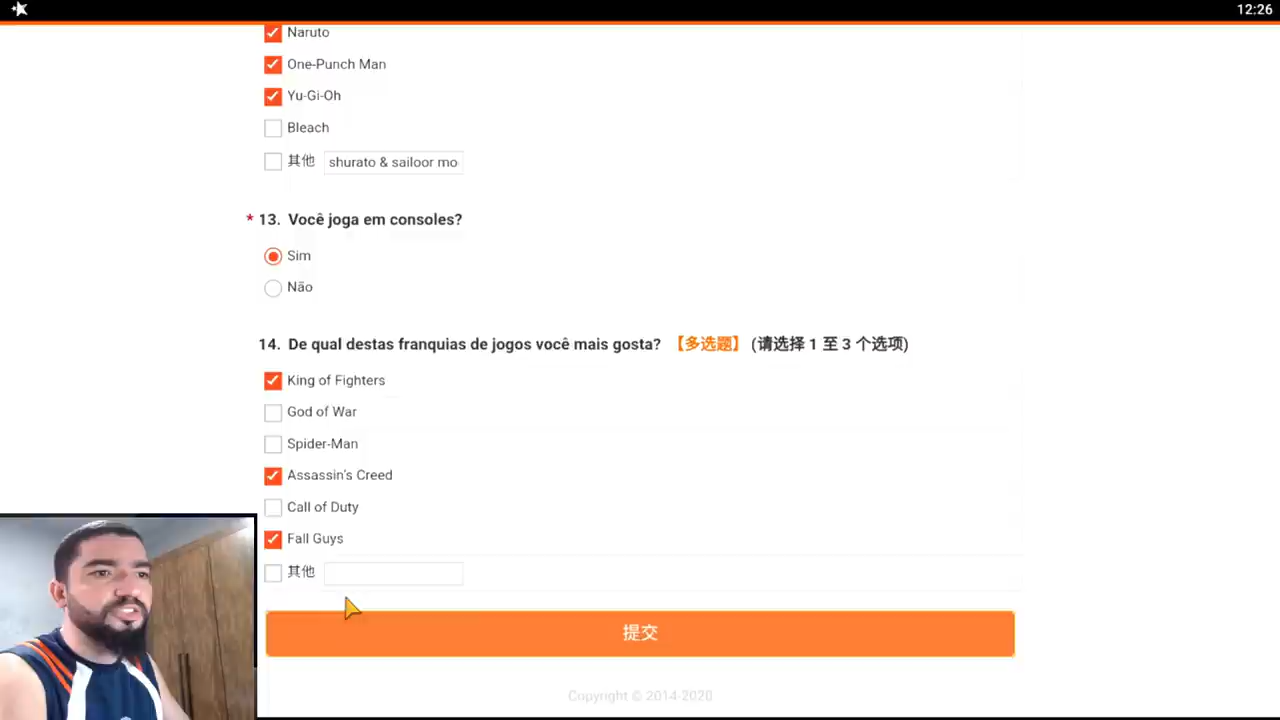 12:26
Naruto
One-Punch Man
Yu-Gi-Oh
Bleach
其他 shurato & sailoor mo
* 13. Você joga em consoles?
Sim
Não
14. De qual destas franquias de jogos você mais gosta? 【多选题】 (请选择 1 至 3 个选项)
King of Fighters
God of War
Spider-Man
Assassin's Creed
Call of Duty
Fall Guys
其他
提交
Copyright © 2014-2020